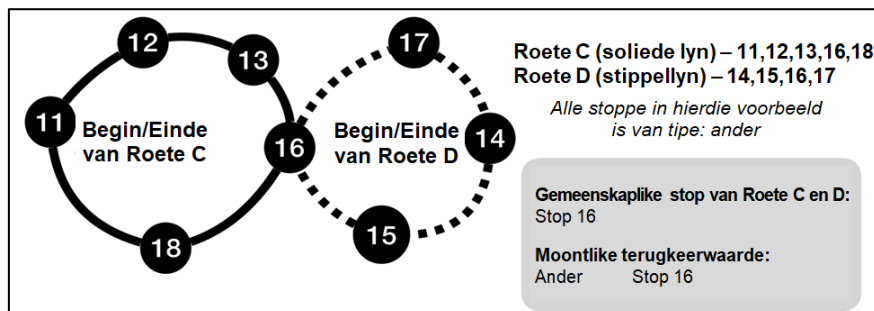 12
13
11
Begin/Einde
van Roete C
18
16
17
Begin/Einde
van Roete D
14
15
Roete C (soliede lyn) – 11,12,13,16,18
Roete D (stippellyn) – 14,15,16,17
Alle stoppe in hierdie voorbeeld
is van tipe: ander
Gemeenskaplike stop van Roete C en D:
Stop 16
Moontlike terugkeerwaarde:
Ander Stop 16